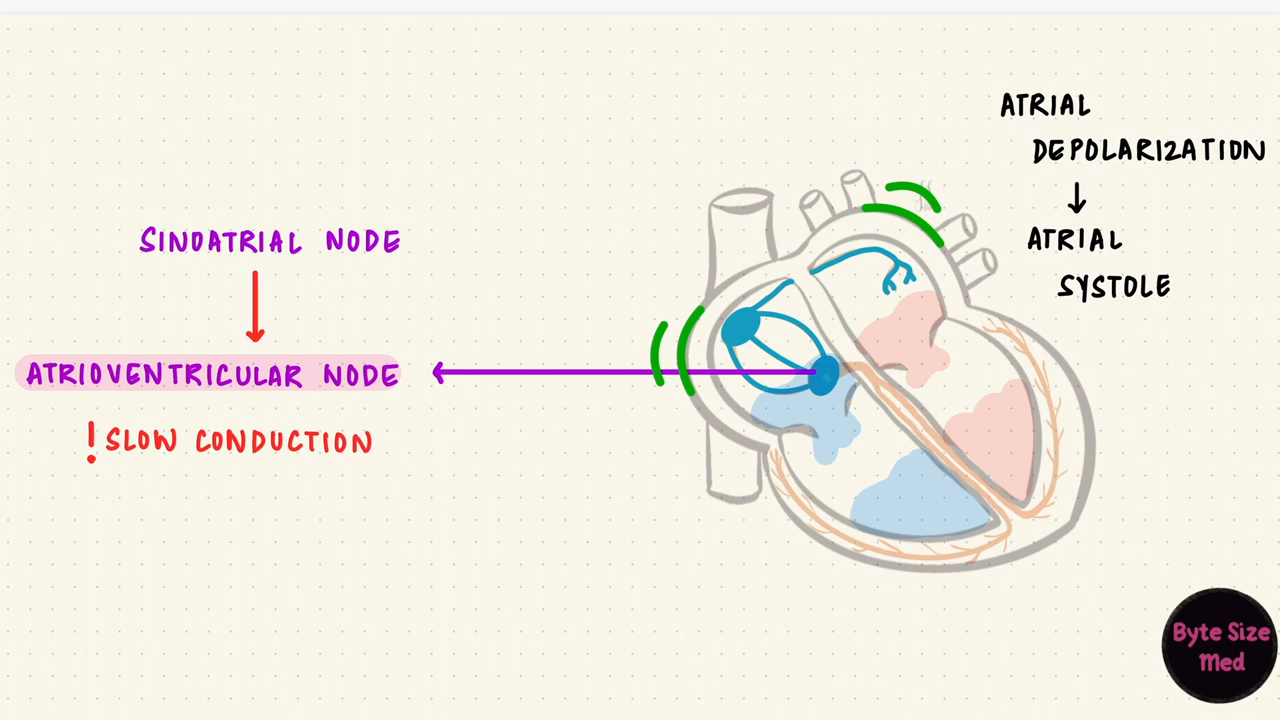 SINOATRIAL NODE
ATRIOVENTRICULAR NODE
! SLOW CONDUCTION
ATRIAL
DEPOLARIZATION
ATRIAL
SYSTOLE
Byte Size
Med